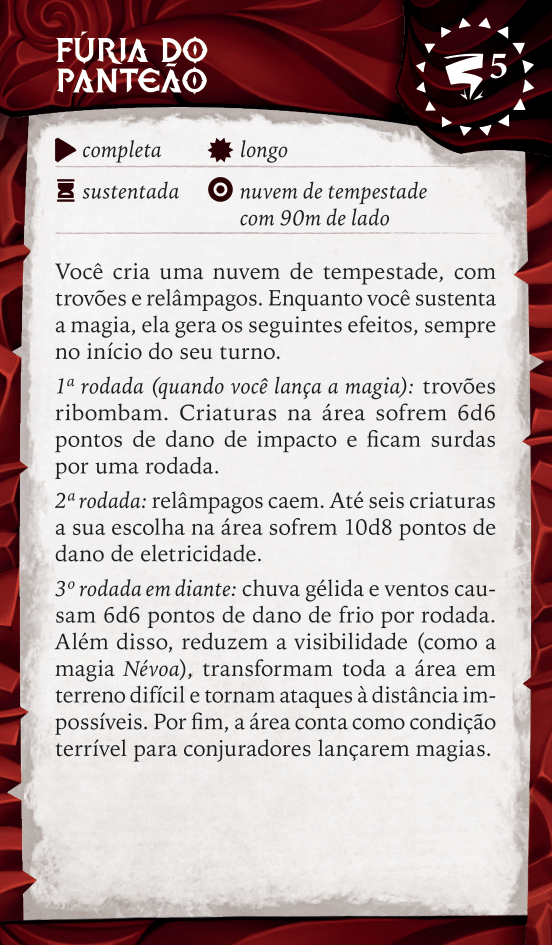 FÚRIA DO
PANTEÃO
5
completa longo
sustentada nuvem de tempestade
com 90m de lado
Você cria uma nuvem de tempestade, com
trovões e relâmpagos. Enquanto você sustenta
a magia, ela gera os seguintes efeitos, sempre
no início do seu turno.
1ª rodada (quando você lança a magia): trovões
ribombam. Criaturas na área sofrem 6d6
pontos de dano de impacto e ficam surdas
por uma rodada.
2ª rodada: relâmpagos caem. Até seis criaturas
a sua escolha na área sofrem 10d8 pontos de
dano de eletricidade.
3º rodada em diante: chuva gélida e ventos cau-
sam 6d6 pontos de dano de frio por rodada.
Além disso, reduzem a visibilidade (como a
magia Névoa), transformam toda a área em
terreno difícil e tornam ataques à distância im-
possíveis. Por fim, a área conta como condição
terrível para conjuradores lançarem magias.